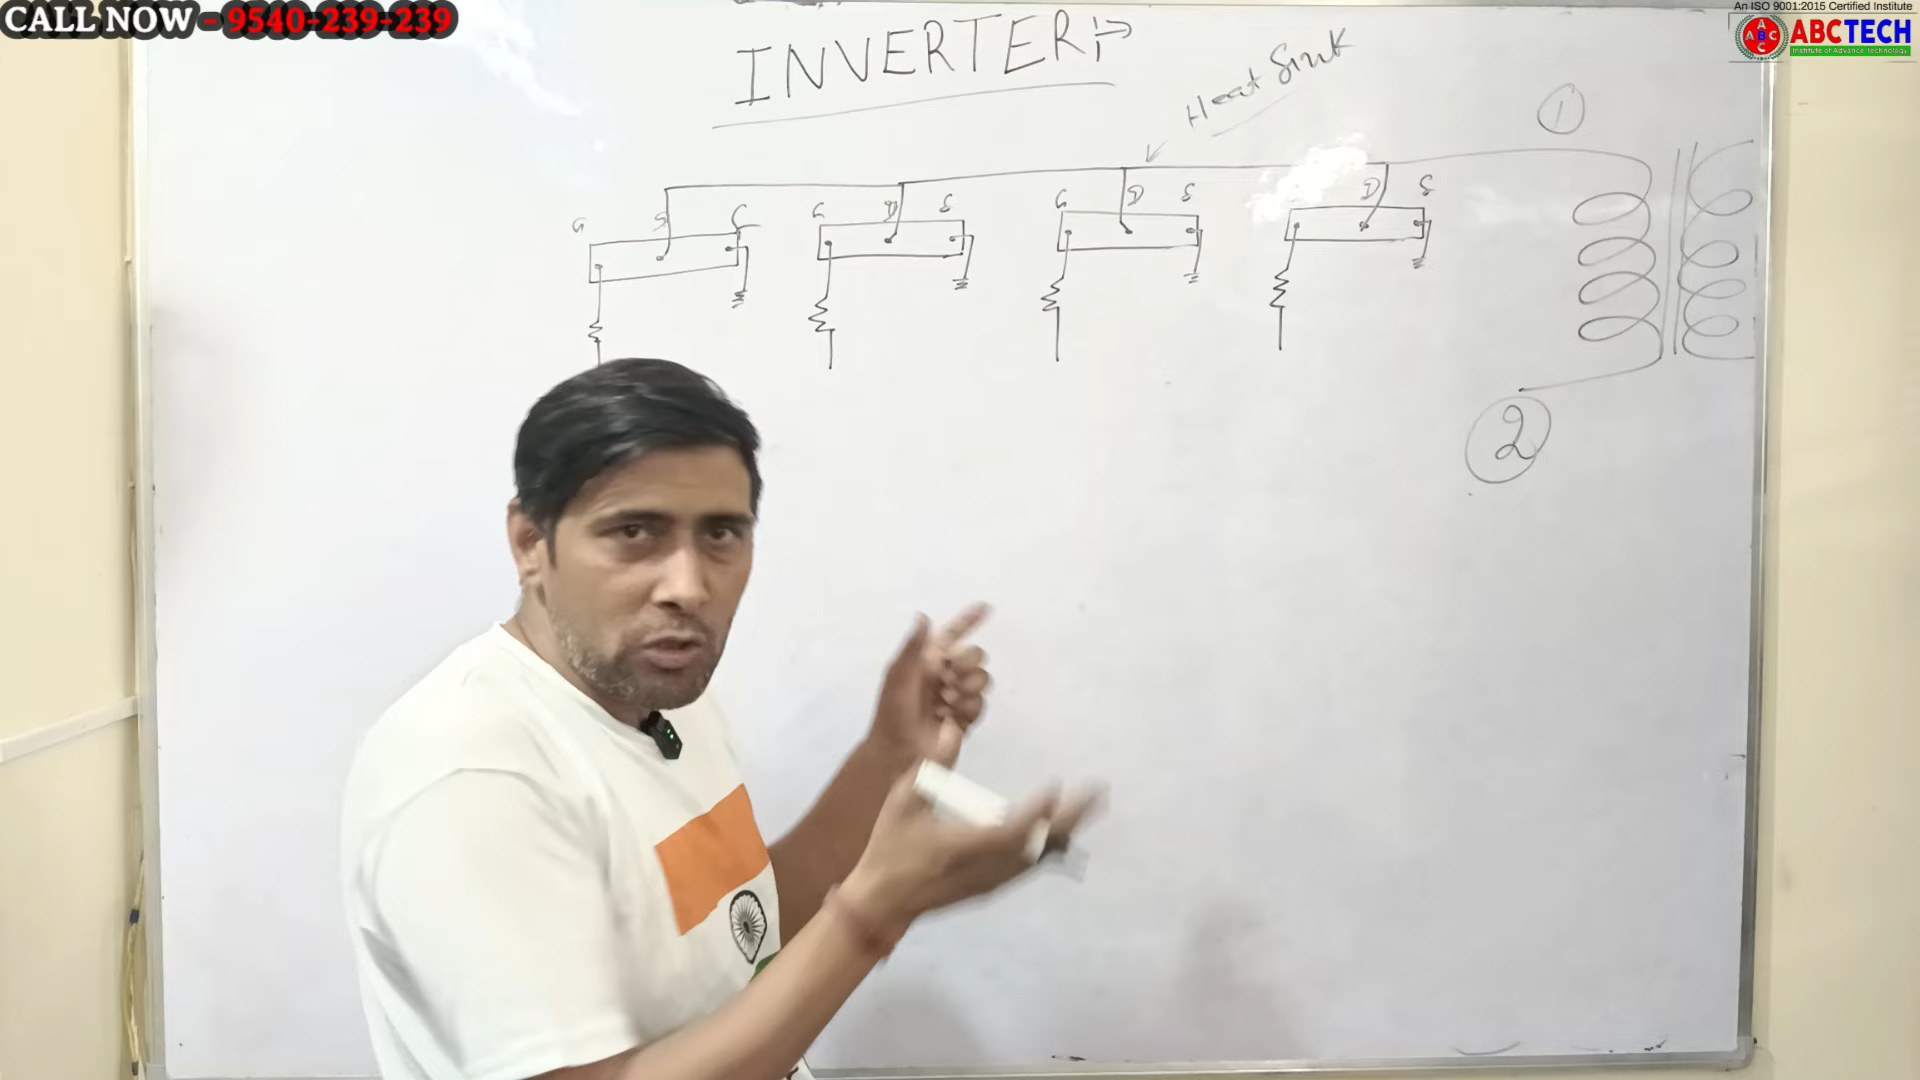 CALL NOW - 9540-239-239
An ISO 9001:2015 Certified Institute
ABC
ABCTECH
Institute of Advance Technology
INVERTER:-
Heat Sink
1
G D S
G D S
G D S
D S
2